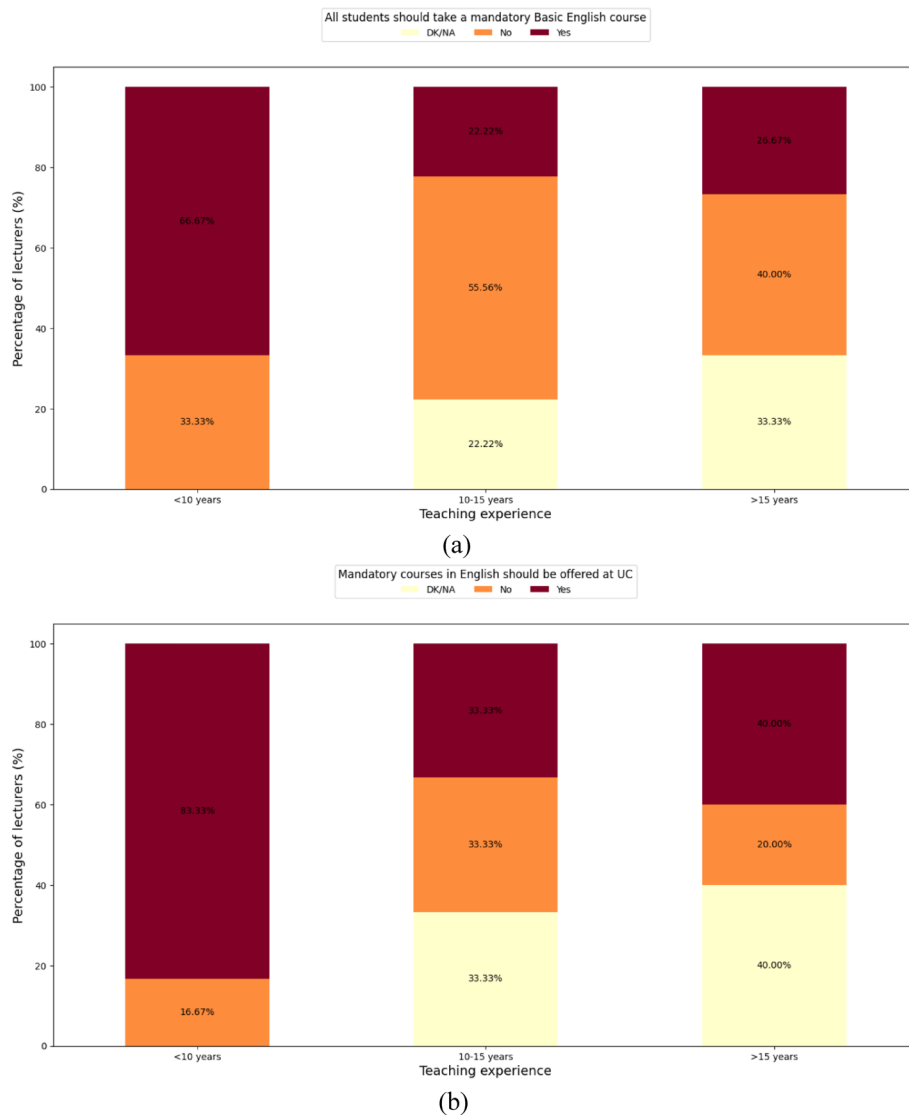 All students should take a mandatory Basic English course
DK/NA No Yes
Percentage of lecturers (%)
100
80
60
40
20
0
66.67%
33.33%
22.22%
55.56%
22.22%
26.67%
40.00%
33.33%
<10 years 10-15 years >15 years
Teaching experience
(a)
Mandatory courses in English should be offered at UC
DK/NA No Yes
Percentage of lecturers (%)
100
80
60
40
20
0
83.33%
16.67%
33.33%
33.33%
33.33%
40.00%
20.00%
40.00%
<10 years 10-15 years >15 years
Teaching experience
(b)